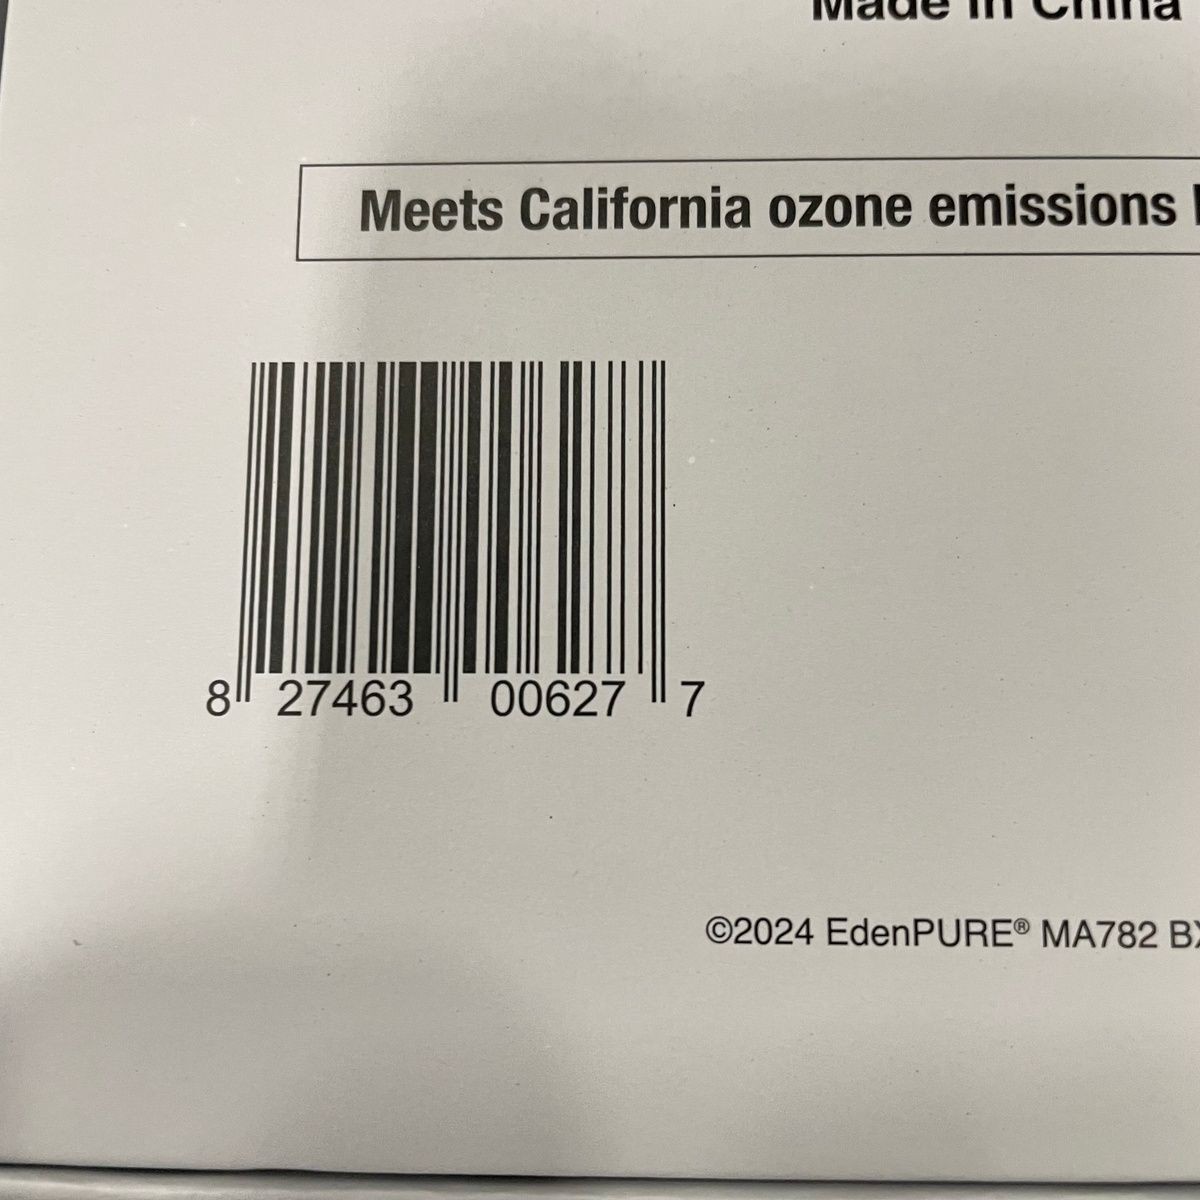 Made in China
Meets California ozone emissions
8 27463 00627 7
©2024 EdenPURE® MA782